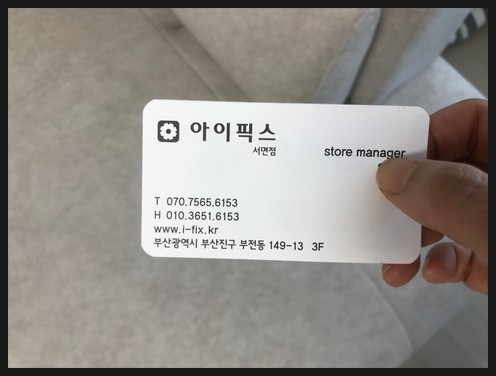 아이픽스
서면점
store manager
T 070.7565.6153
H 010.3651.6153
www.i-fix.kr
부산광역시 부산진구 부전동 149-13 3F